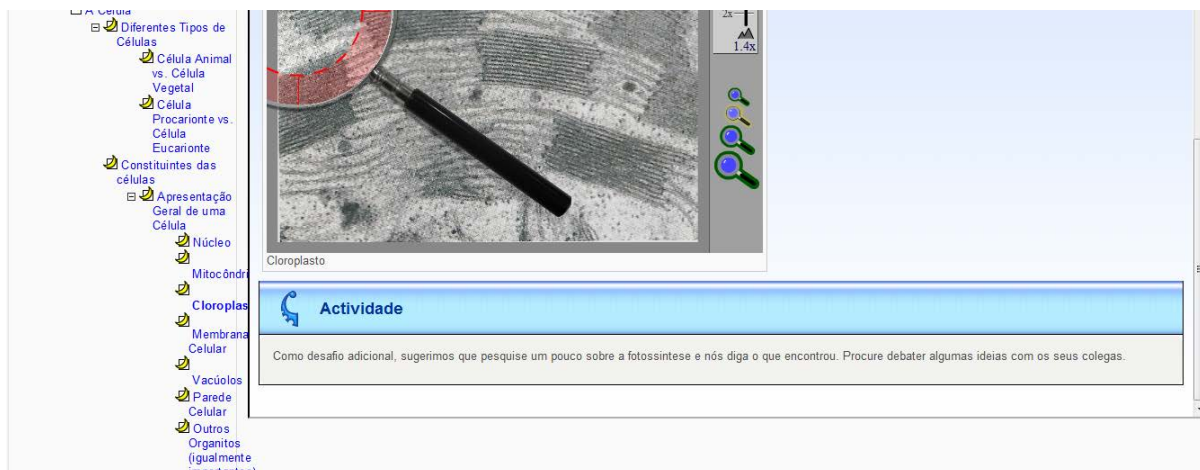 A Célula
Diferentes Tipos de
Células
Célula Animal
vs. Célula
Vegetal
Célula
Procarionte vs.
Célula
Eucarionte
Constituintes das
células
Apresentação
Geral de uma
Célula
Núcleo
Mitocôndri
Cloroplas
Membrana
Celular
Vacúolos
Parede
Celular
Outros
Organitos
(igualmente
2x
1.4x
Cloroplasto
Actividade
Como desafio adicional, sugerimos que pesquise um pouco sobre a fotossintese e nós diga o que encontrou. Procure debater algumas ideias com os seus colegas.